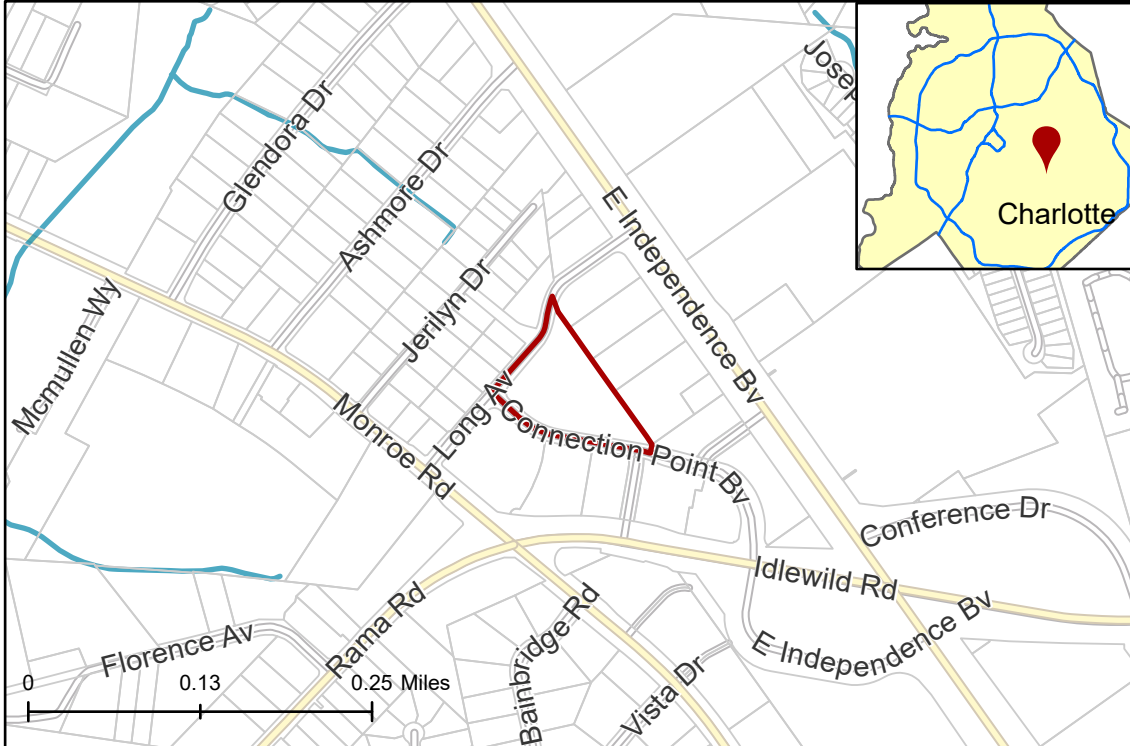 Glendora Dr
Ashmore Dr
Jerilyn Dr
Mcmullen Wy
Monroe Rd
Long Av
Connection Point Bv
E Independence Bv
Josep
Charlotte
Conference Dr
Idlewild Rd
E Independence Bv
Rama Rd
Bainbridge Rd
Vista Dr
Florence Av
0 0.13 0.25 Miles